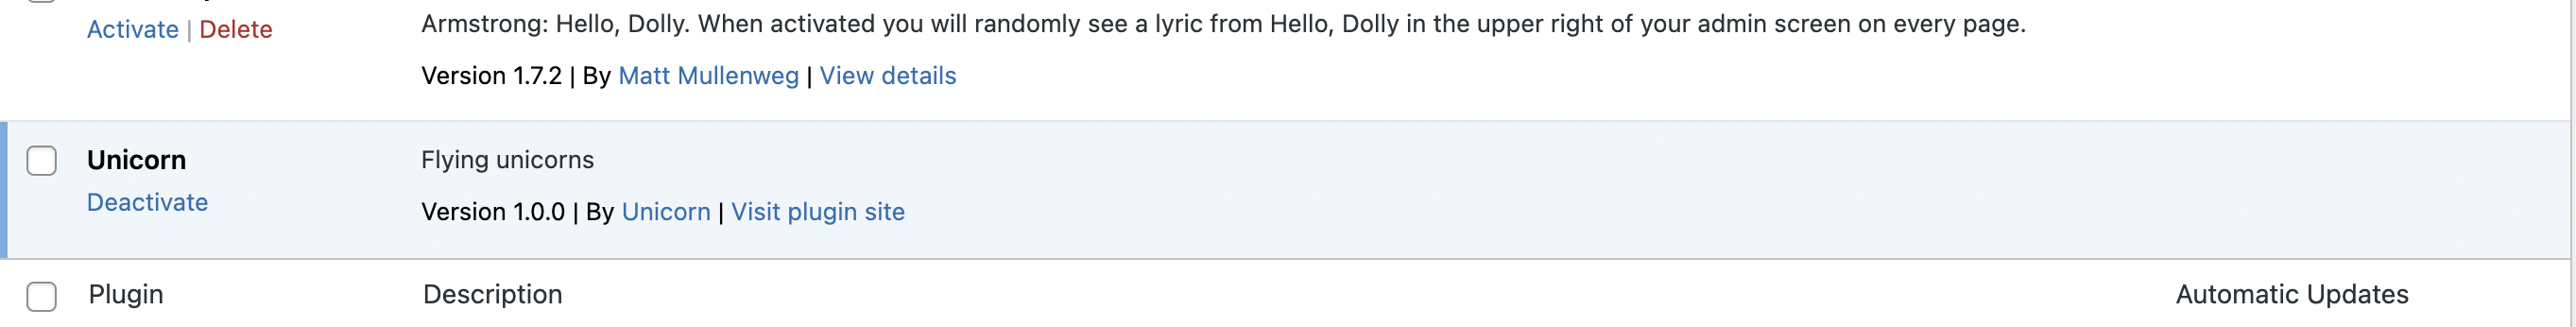 Activate | Delete
Armstrong: Hello, Dolly. When activated you will randomly see a lyric from Hello, Dolly in the upper right of your admin screen on every page.
Version 1.7.2 | By Matt Mullenweg | View details
Unicorn
Flying unicorns
Deactivate
Version 1.0.0 | By Unicorn | Visit plugin site
Plugin
Description
Automatic Updates